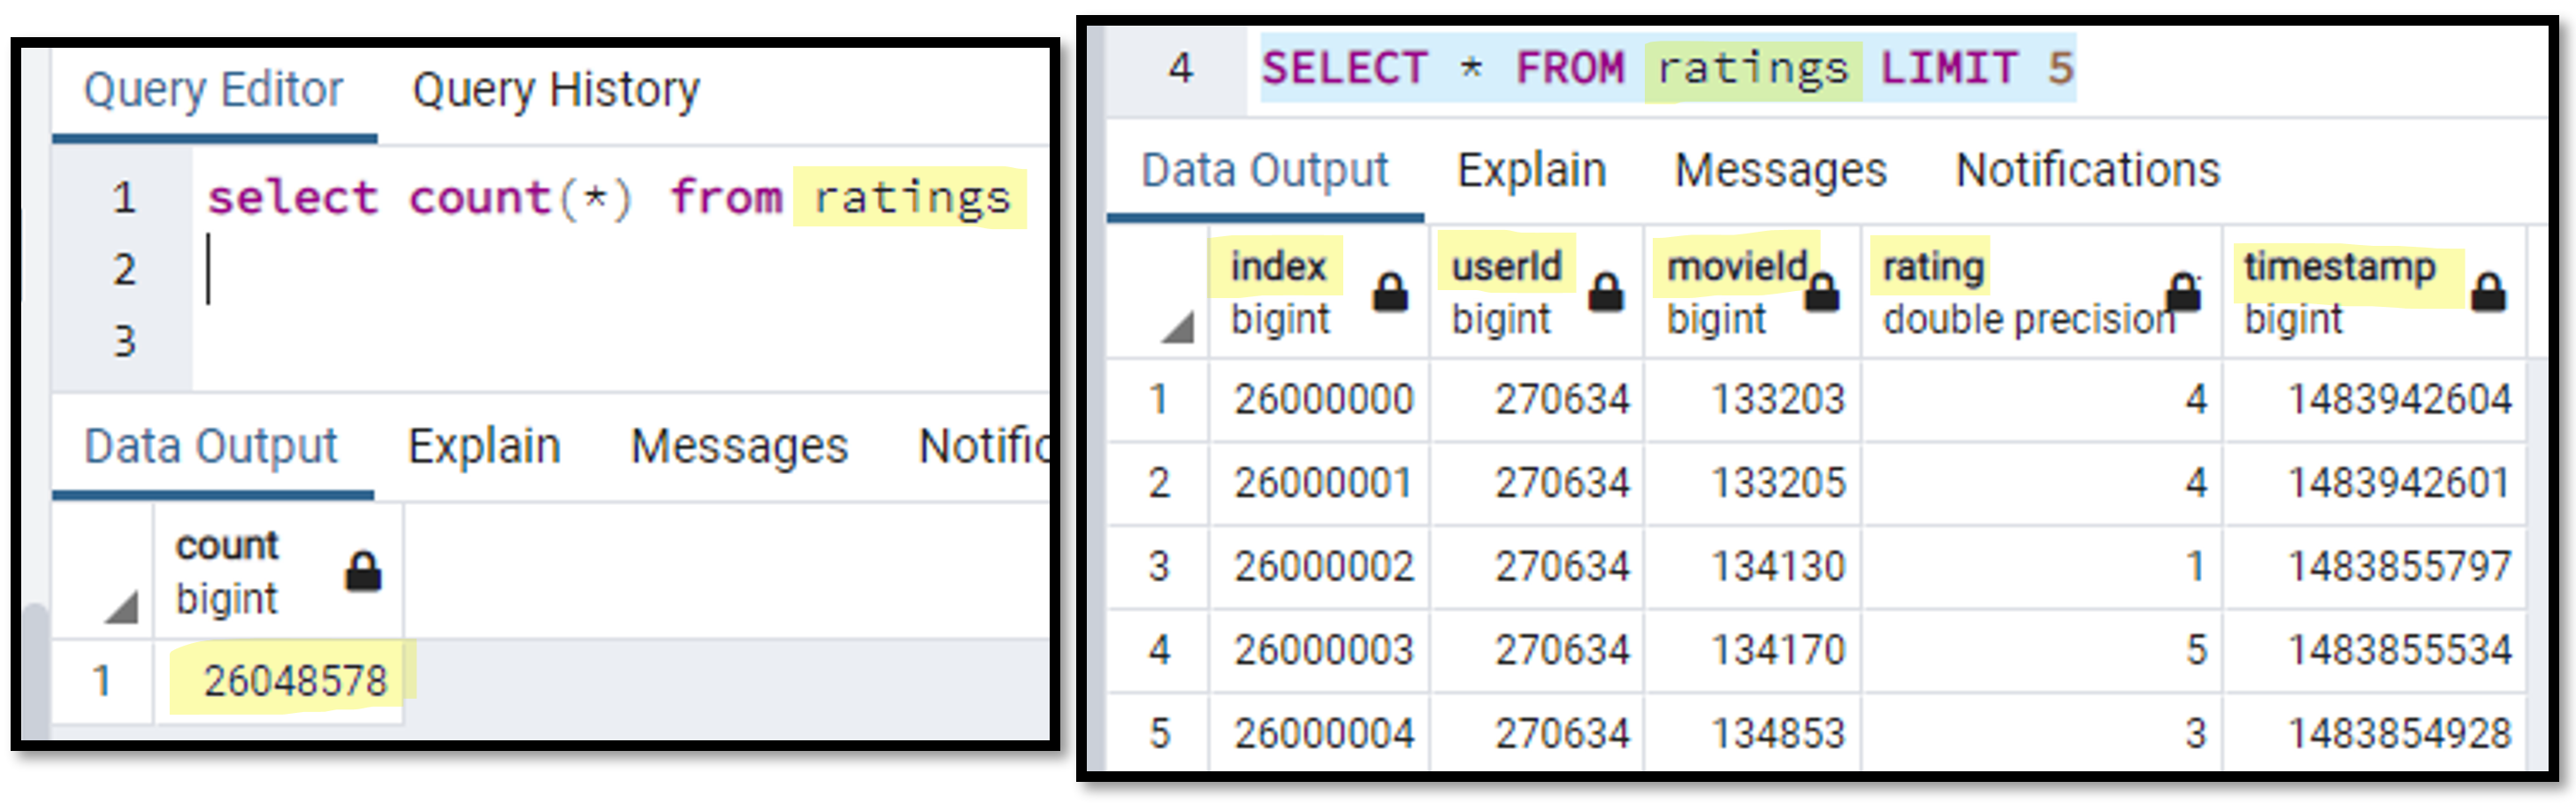 Query Editor Query History
1 select count(*) from ratings
2
3
Data Output Explain Messages Notific
count
bigint
1 26048578
4 SELECT * FROM ratings LIMIT 5
Data Output Explain Messages Notifications
index userId movieId rating timestamp
bigint bigint bigint double precision bigint
1 26000000 270634 133203 4 1483942604
2 26000001 270634 133205 4 1483942601
3 26000002 270634 134130 1 1483855797
4 26000003 270634 134170 5 1483855534
5 26000004 270634 134853 3 1483854928